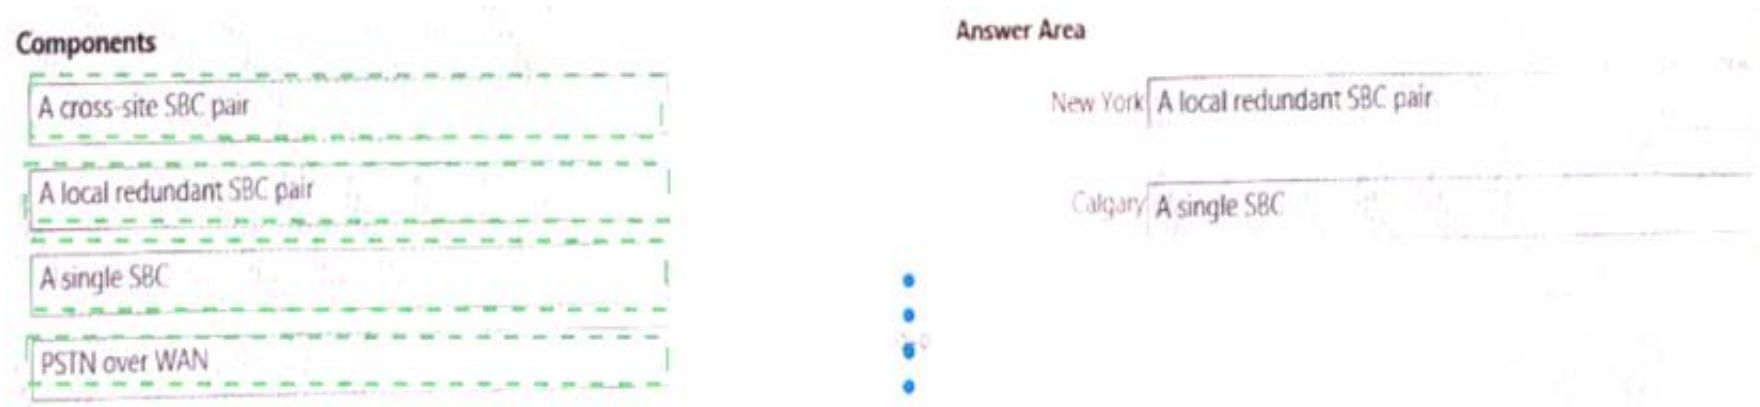 Components
A cross-site SBC pair
A local redundant SBC pair
A single SBC
PSTN over WAN
Answer Area
New York A local redundant SBC pair
Calgary A single SBC